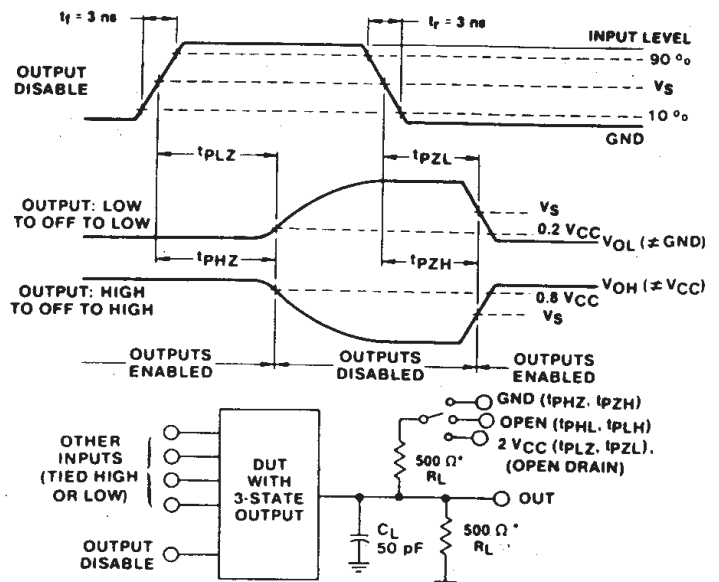 tf = 3 ns
tr = 3 ns
INPUT LEVEL
90 %
VS
10 %
GND
OUTPUT
DISABLE
tPLZ
tPZL
OUTPUT: LOW
TO OFF TO LOW
VS
0.2 VCC
VOL (≠ GND)
tPHZ
tPZH
OUTPUT: HIGH
TO OFF TO HIGH
VOH (≠ VCC)
0.8 VCC
VS
OUTPUTS
ENABLED
OUTPUTS
DISABLED
OUTPUTS
ENABLED
GND (tPHZ, tPZH)
OPEN (tPHL, tPLH)
2 VCC (tPLZ, tPZL),
(OPEN DRAIN)
OTHER
INPUTS
(TIED HIGH
OR LOW)
DUT
WITH
3-STATE
OUTPUT
500 Ω*
RL
OUT
OUTPUT
DISABLE
CL
50 pF
500 Ω*
RL